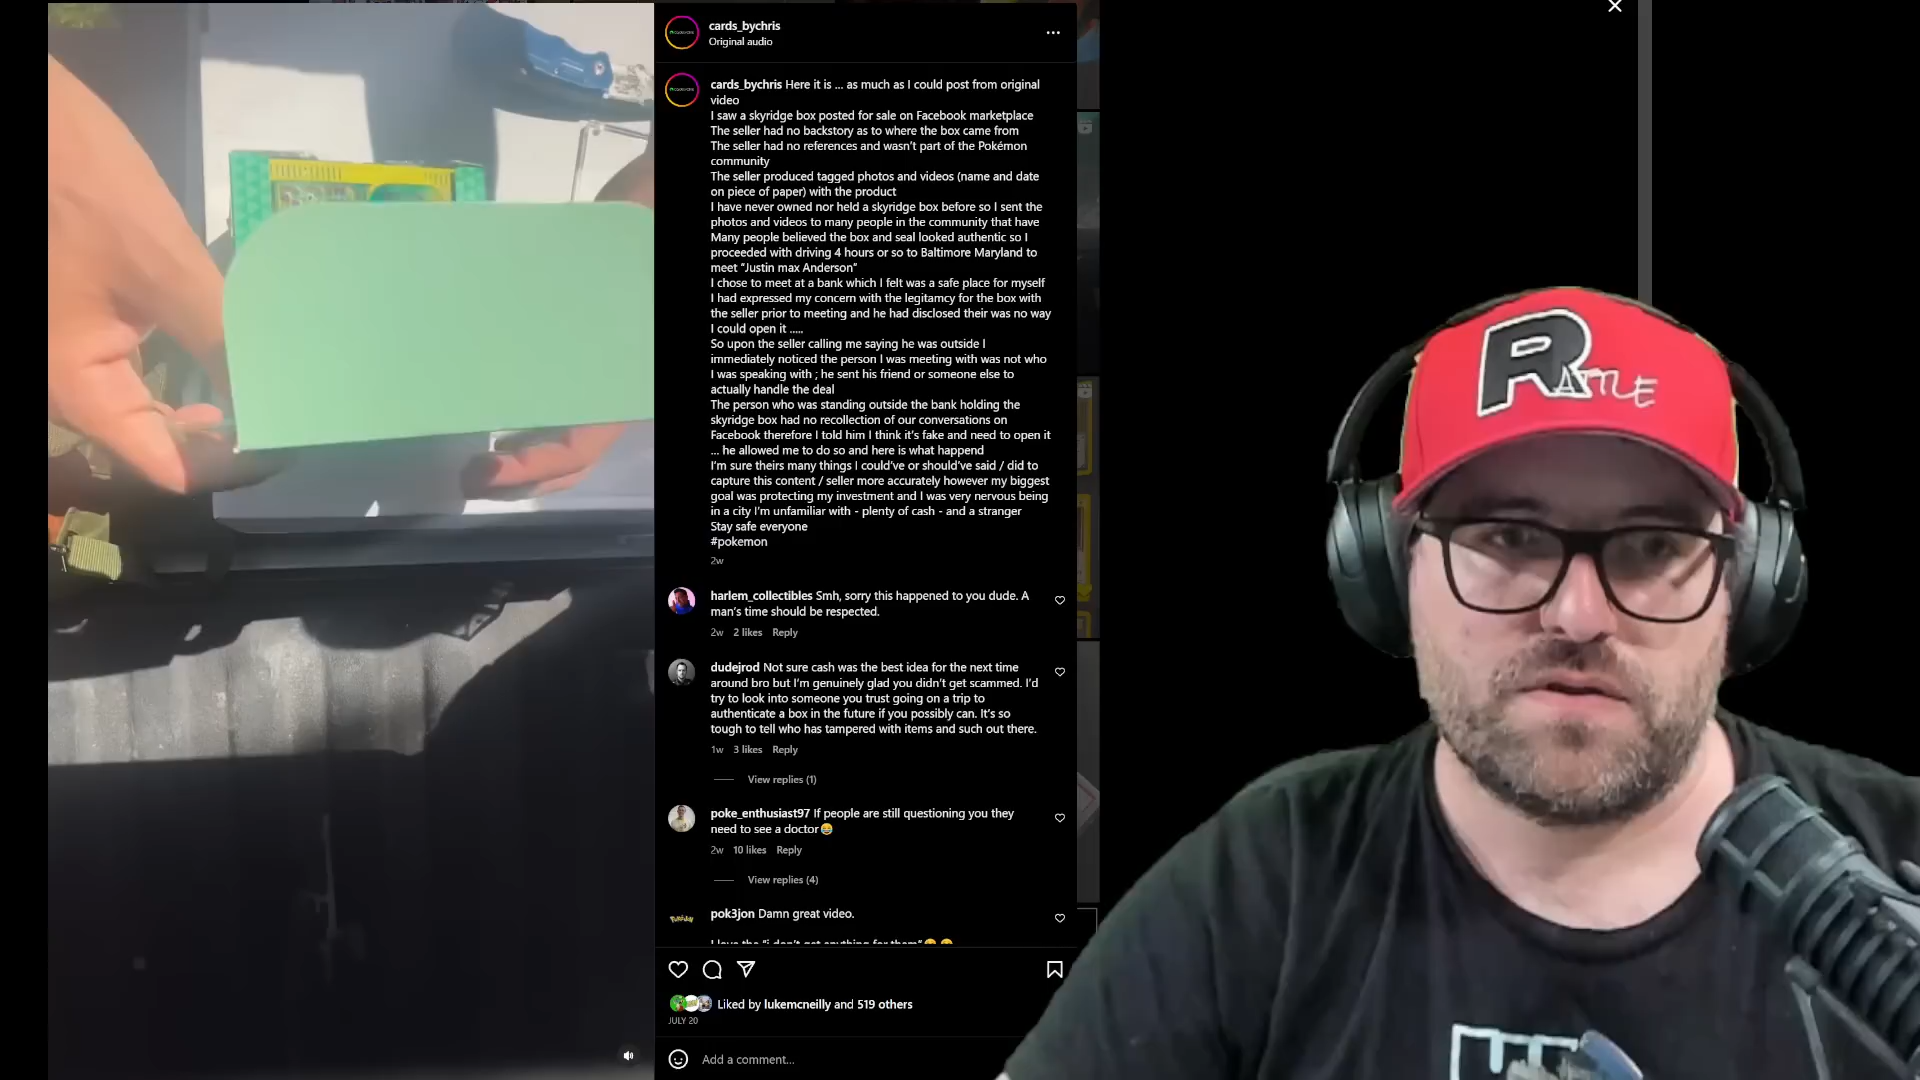 cards_bychris
Original audio
cards_bychris Here it is ... as much as I could post from original
video
I saw a skyridge box posted for sale on Facebook marketplace
The seller had no backstory as to where the box came from
The seller had no references and wasn't part of the Pokémon
community
The seller produced tagged photos and videos (name and date
on piece of paper) with the product
I have never owned nor held a skyridge box before so I sent the
photos and videos to many people in the community that have
Many people believed the box and seal looked authentic so I
proceeded with driving 4 hours or so to Baltimore Maryland to
meet "Justin max Anderson"
I chose to meet at a bank which I felt was a safe place for myself
I had expressed my concern with the legitamcy for the box with
the seller prior to meeting and he had disclosed their was no way
I could open it .....
So upon the seller calling me saying he was outside I
immediately noticed the person I was meeting with was not who
I was speaking with ; he sent his friend or someone else to
actually handle the deal
The person who was standing outside the bank holding the
skyridge box had no recollection of our conversations on
Facebook therefore I told him I think it's fake and need to open it
... he allowed me to do so and here is what happend
I'm sure theirs many things I could've or should've said / did to
capture this content / seller more accurately however my biggest
goal was protecting my investment and I was very nervous being
in a city I'm unfamiliar with - plenty of cash - and a stranger
Stay safe everyone
#pokemon
2w
harlem_collectibles Smh, sorry this happened to you dude. A
man's time should be respected.
2w 2 likes Reply
dudejrod Not sure cash was the best idea for the next time
around bro but I'm genuinely glad you didn't get scammed. I'd
try to look into someone you trust going on a trip to
authenticate a box in the future if you possibly can. It's so
tough to tell who has tampered with items and such out there.
1w 3 likes Reply
View replies (1)
poke_enthusiast97 If people are still questioning you they
need to see a doctor😂
2w 10 likes Reply
View replies (4)
pok3jon Damn great video.
I love the "i don't get anything for them"
Liked by lukemcneilly and 519 others
JULY 20
Add a comment...
RATTLE